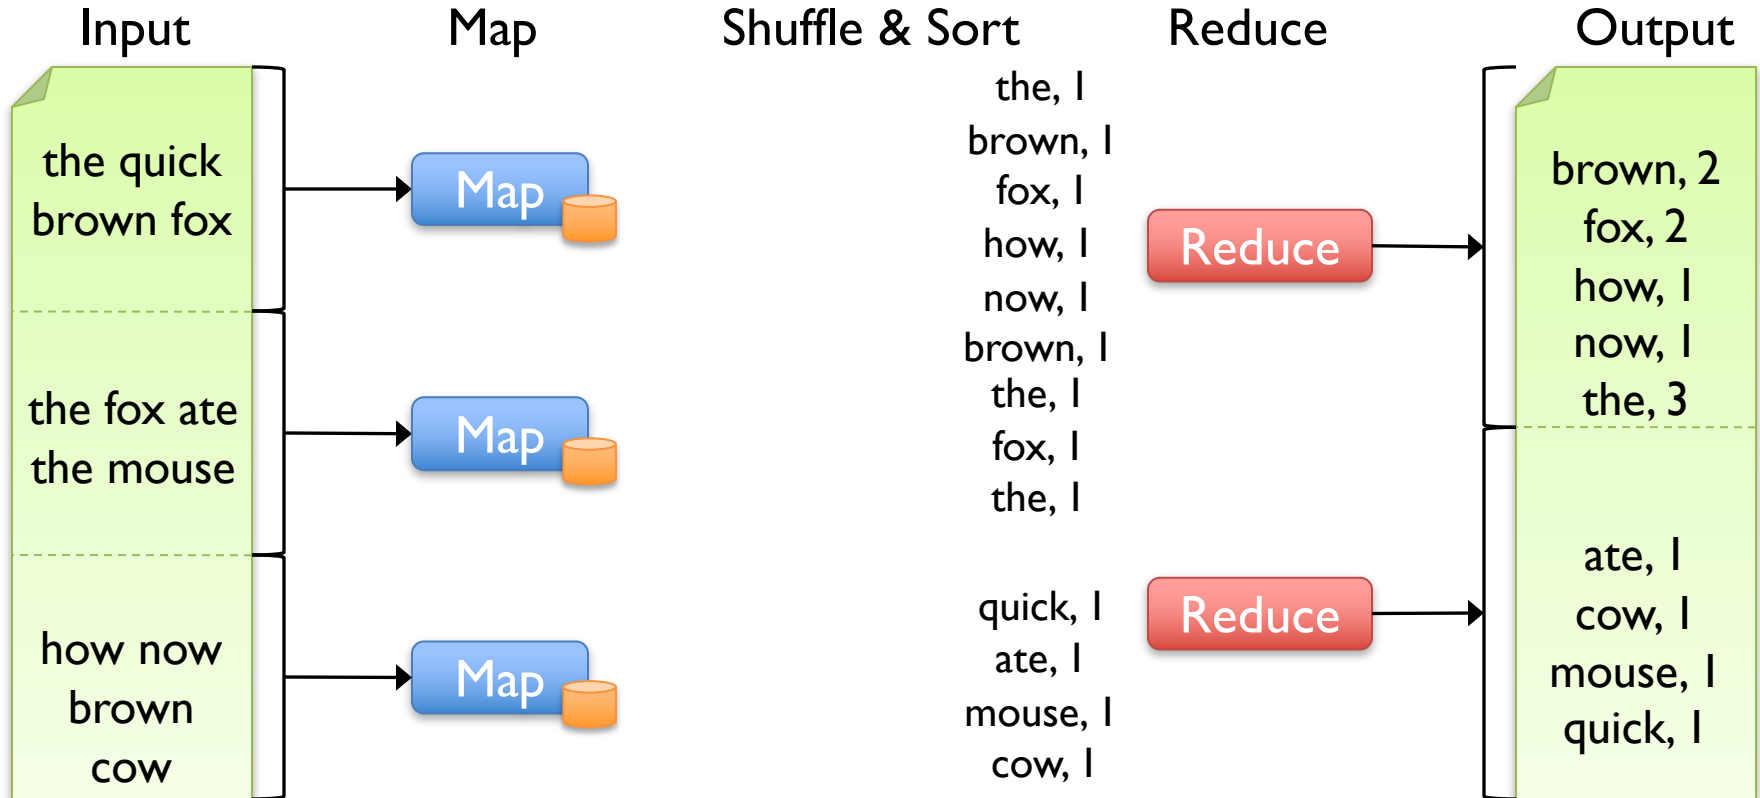 Input
Map
Shuffle & Sort
Reduce
Output
the quick
brown fox
the fox ate
the mouse
how now
brown
cow
Map
Map
Map
the, 1
brown, 1
fox, 1
how, 1
now, 1
brown, 1
the, 1
fox, 1
the, 1
quick, 1
ate, 1
mouse, 1
cow, 1
Reduce
Reduce
brown, 2
fox, 2
how, 1
now, 1
the, 3
ate, 1
cow, 1
mouse, 1
quick, 1